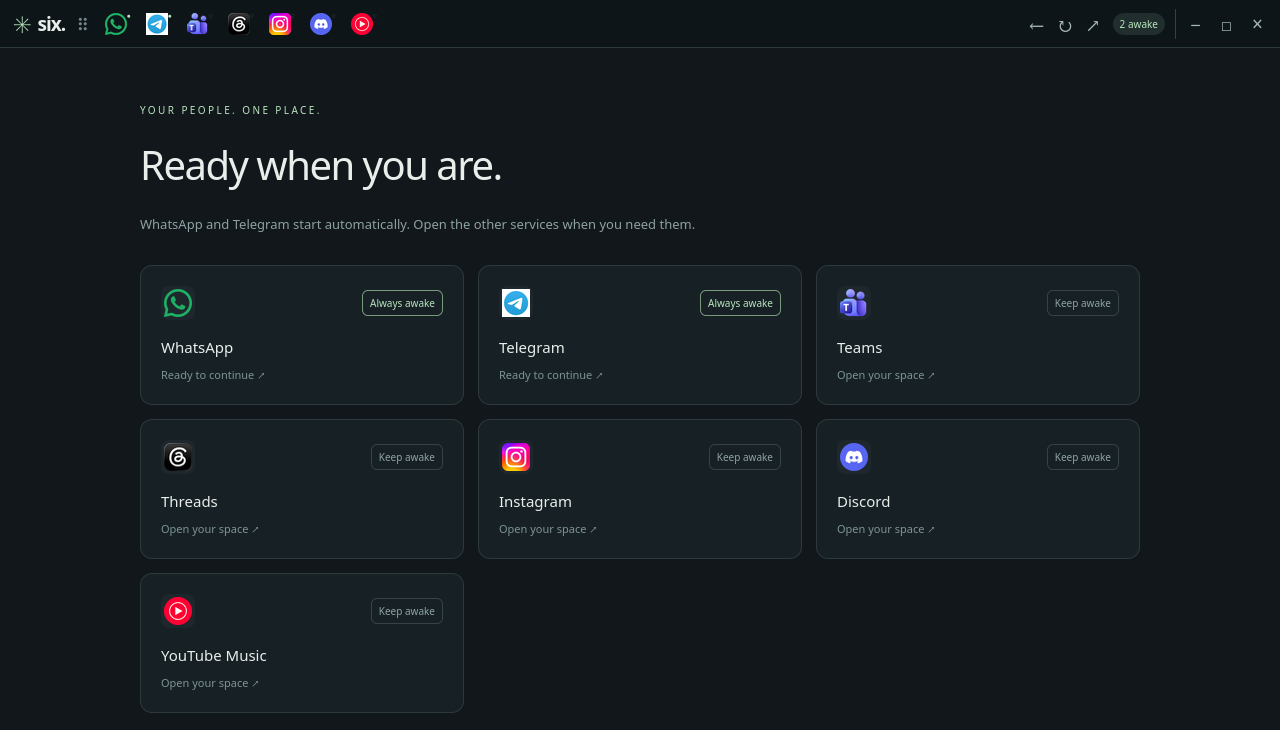 six.
2 awake
YOUR PEOPLE. ONE PLACE.
Ready when you are.
WhatsApp and Telegram start automatically. Open the other services when you need them.
Always awake
WhatsApp
Ready to continue ↗
Always awake
Telegram
Ready to continue ↗
Keep awake
Teams
Open your space ↗
Keep awake
Threads
Open your space ↗
Keep awake
Instagram
Open your space ↗
Keep awake
Discord
Open your space ↗
Keep awake
YouTube Music
Open your space ↗